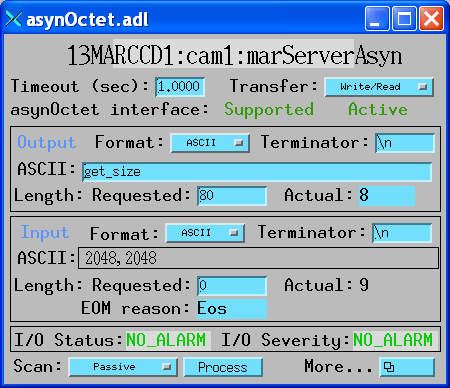 asynOctet.adl
13MARCCD1:cam1:marServerAsyn
Timeout (sec): 1.0000 Transfer: Write/Read
asynOctet interface: Supported Active
Output Format: ASCII Terminator: \n
ASCII: get_size
Length: Requested: 80 Actual: 8
Input Format: ASCII Terminator: \n
ASCII: 2048,2048
Length: Requested: 0 Actual: 9
EOM reason: Eos
I/O Status: NO_ALARM I/O Severity: NO_ALARM
Scan: Passive Process More...